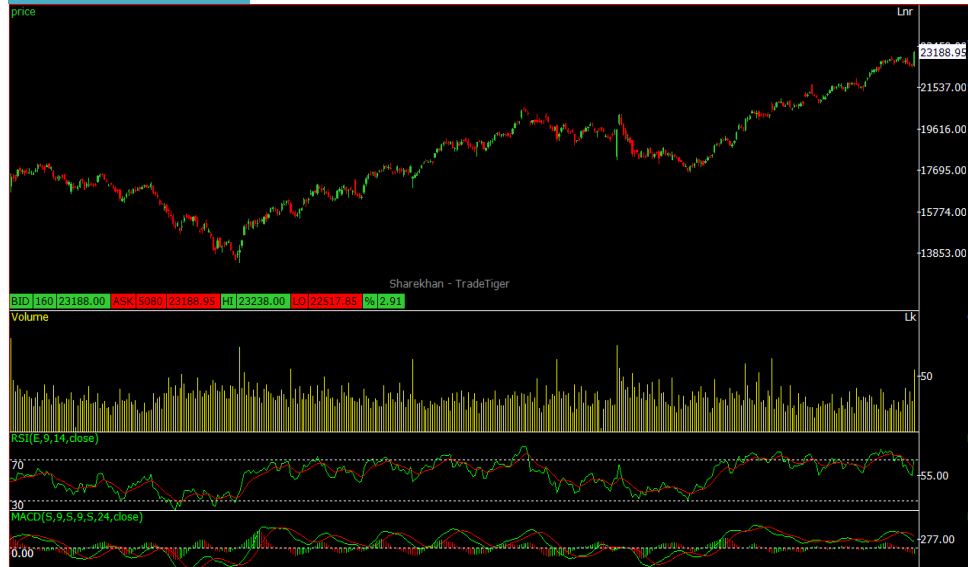 price
Lnr
23188.95
21537.00
19616.00
17695.00
15774.00
13853.00
Sharekhan - TradeTiger
BID 160 23188.00 ASK 5080 23188.95 HI 23238.00 LO 22517.85 % 2.91
Volume
Lk
50
RSI(E,9,14,close)
70
55.00
30
MACD(S,9,S,9,S,24,close)
277.00
0.00